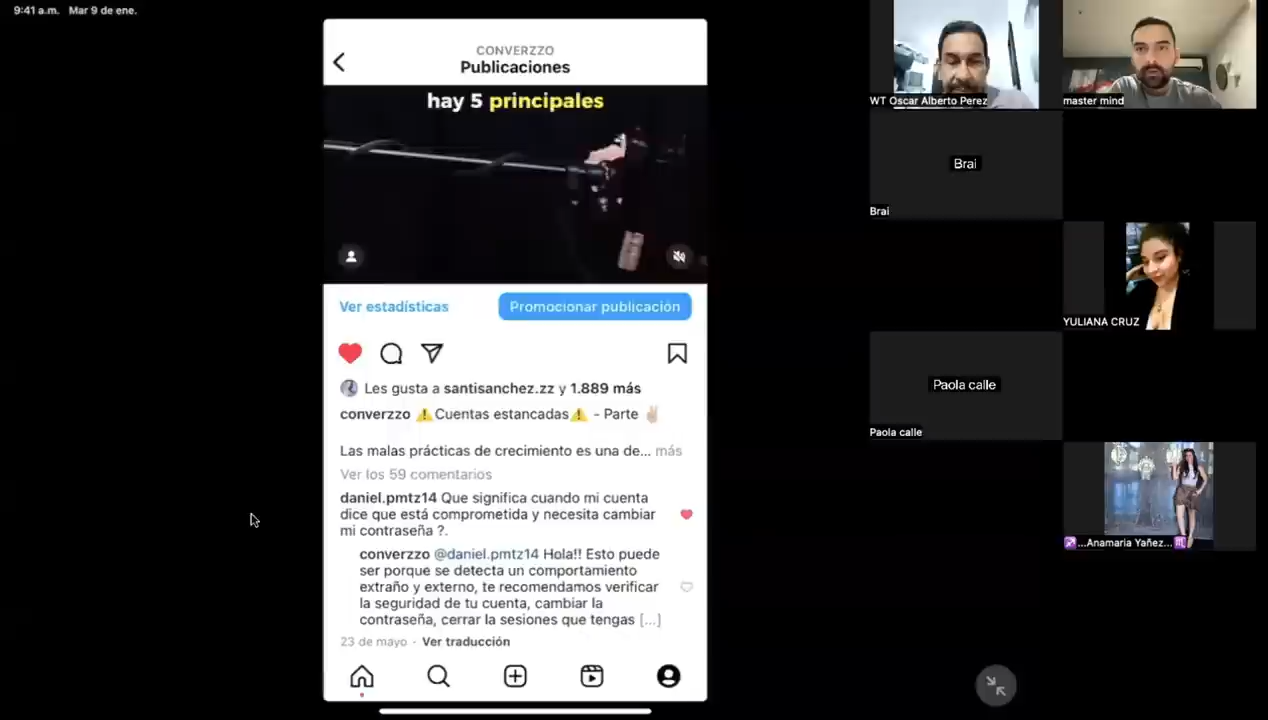 9:41 a.m. Mar 9 de ene.
CONVERZZO
Publicaciones
hay 5 principales
Ver estadísticas
Promocionar publicación
Les gusta a santisanchez.zz y 1.889 más
converzzo ⚠️Cuentas estancadas⚠️ - Parte ✌🏼
Las malas prácticas de crecimiento es una de... más
Ver los 59 comentarios
daniel.pmtz14 Que significa cuando mi cuenta
dice que está comprometida y necesita cambiar
mi contraseña ?.
converzzo @daniel.pmtz14 Hola!! Esto puede
ser porque se detecta un comportamiento
extraño y externo, te recomendamos verificar
la seguridad de tu cuenta, cambiar la
contraseña, cerrar la sesiones que tengas [...]
23 de mayo · Ver traducción
WT Oscar Alberto Perez
master mind
Brai
Brai
YULIANA CRUZ
Paola calle
Paola calle
♐...Anamaria Yañez...♏